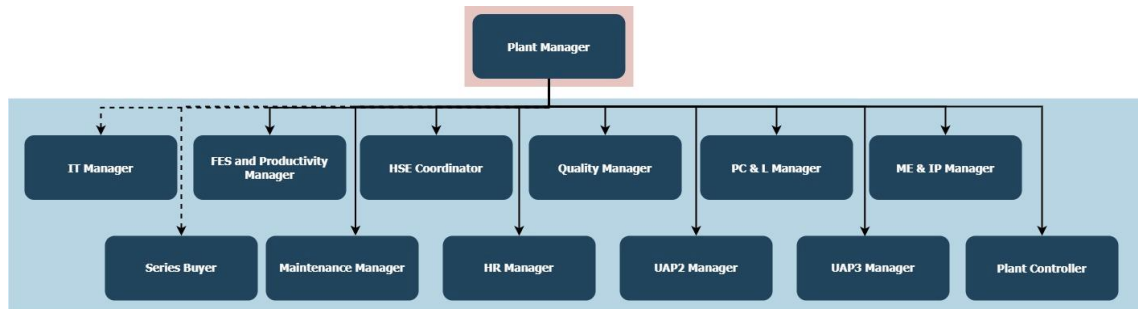 Plant Manager
IT Manager
FES and Productivity
Manager
HSE Coordinator
Quality Manager
PC & L Manager
ME & IP Manager
Series Buyer
Maintenance Manager
HR Manager
UAP2 Manager
UAP3 Manager
Plant Controller